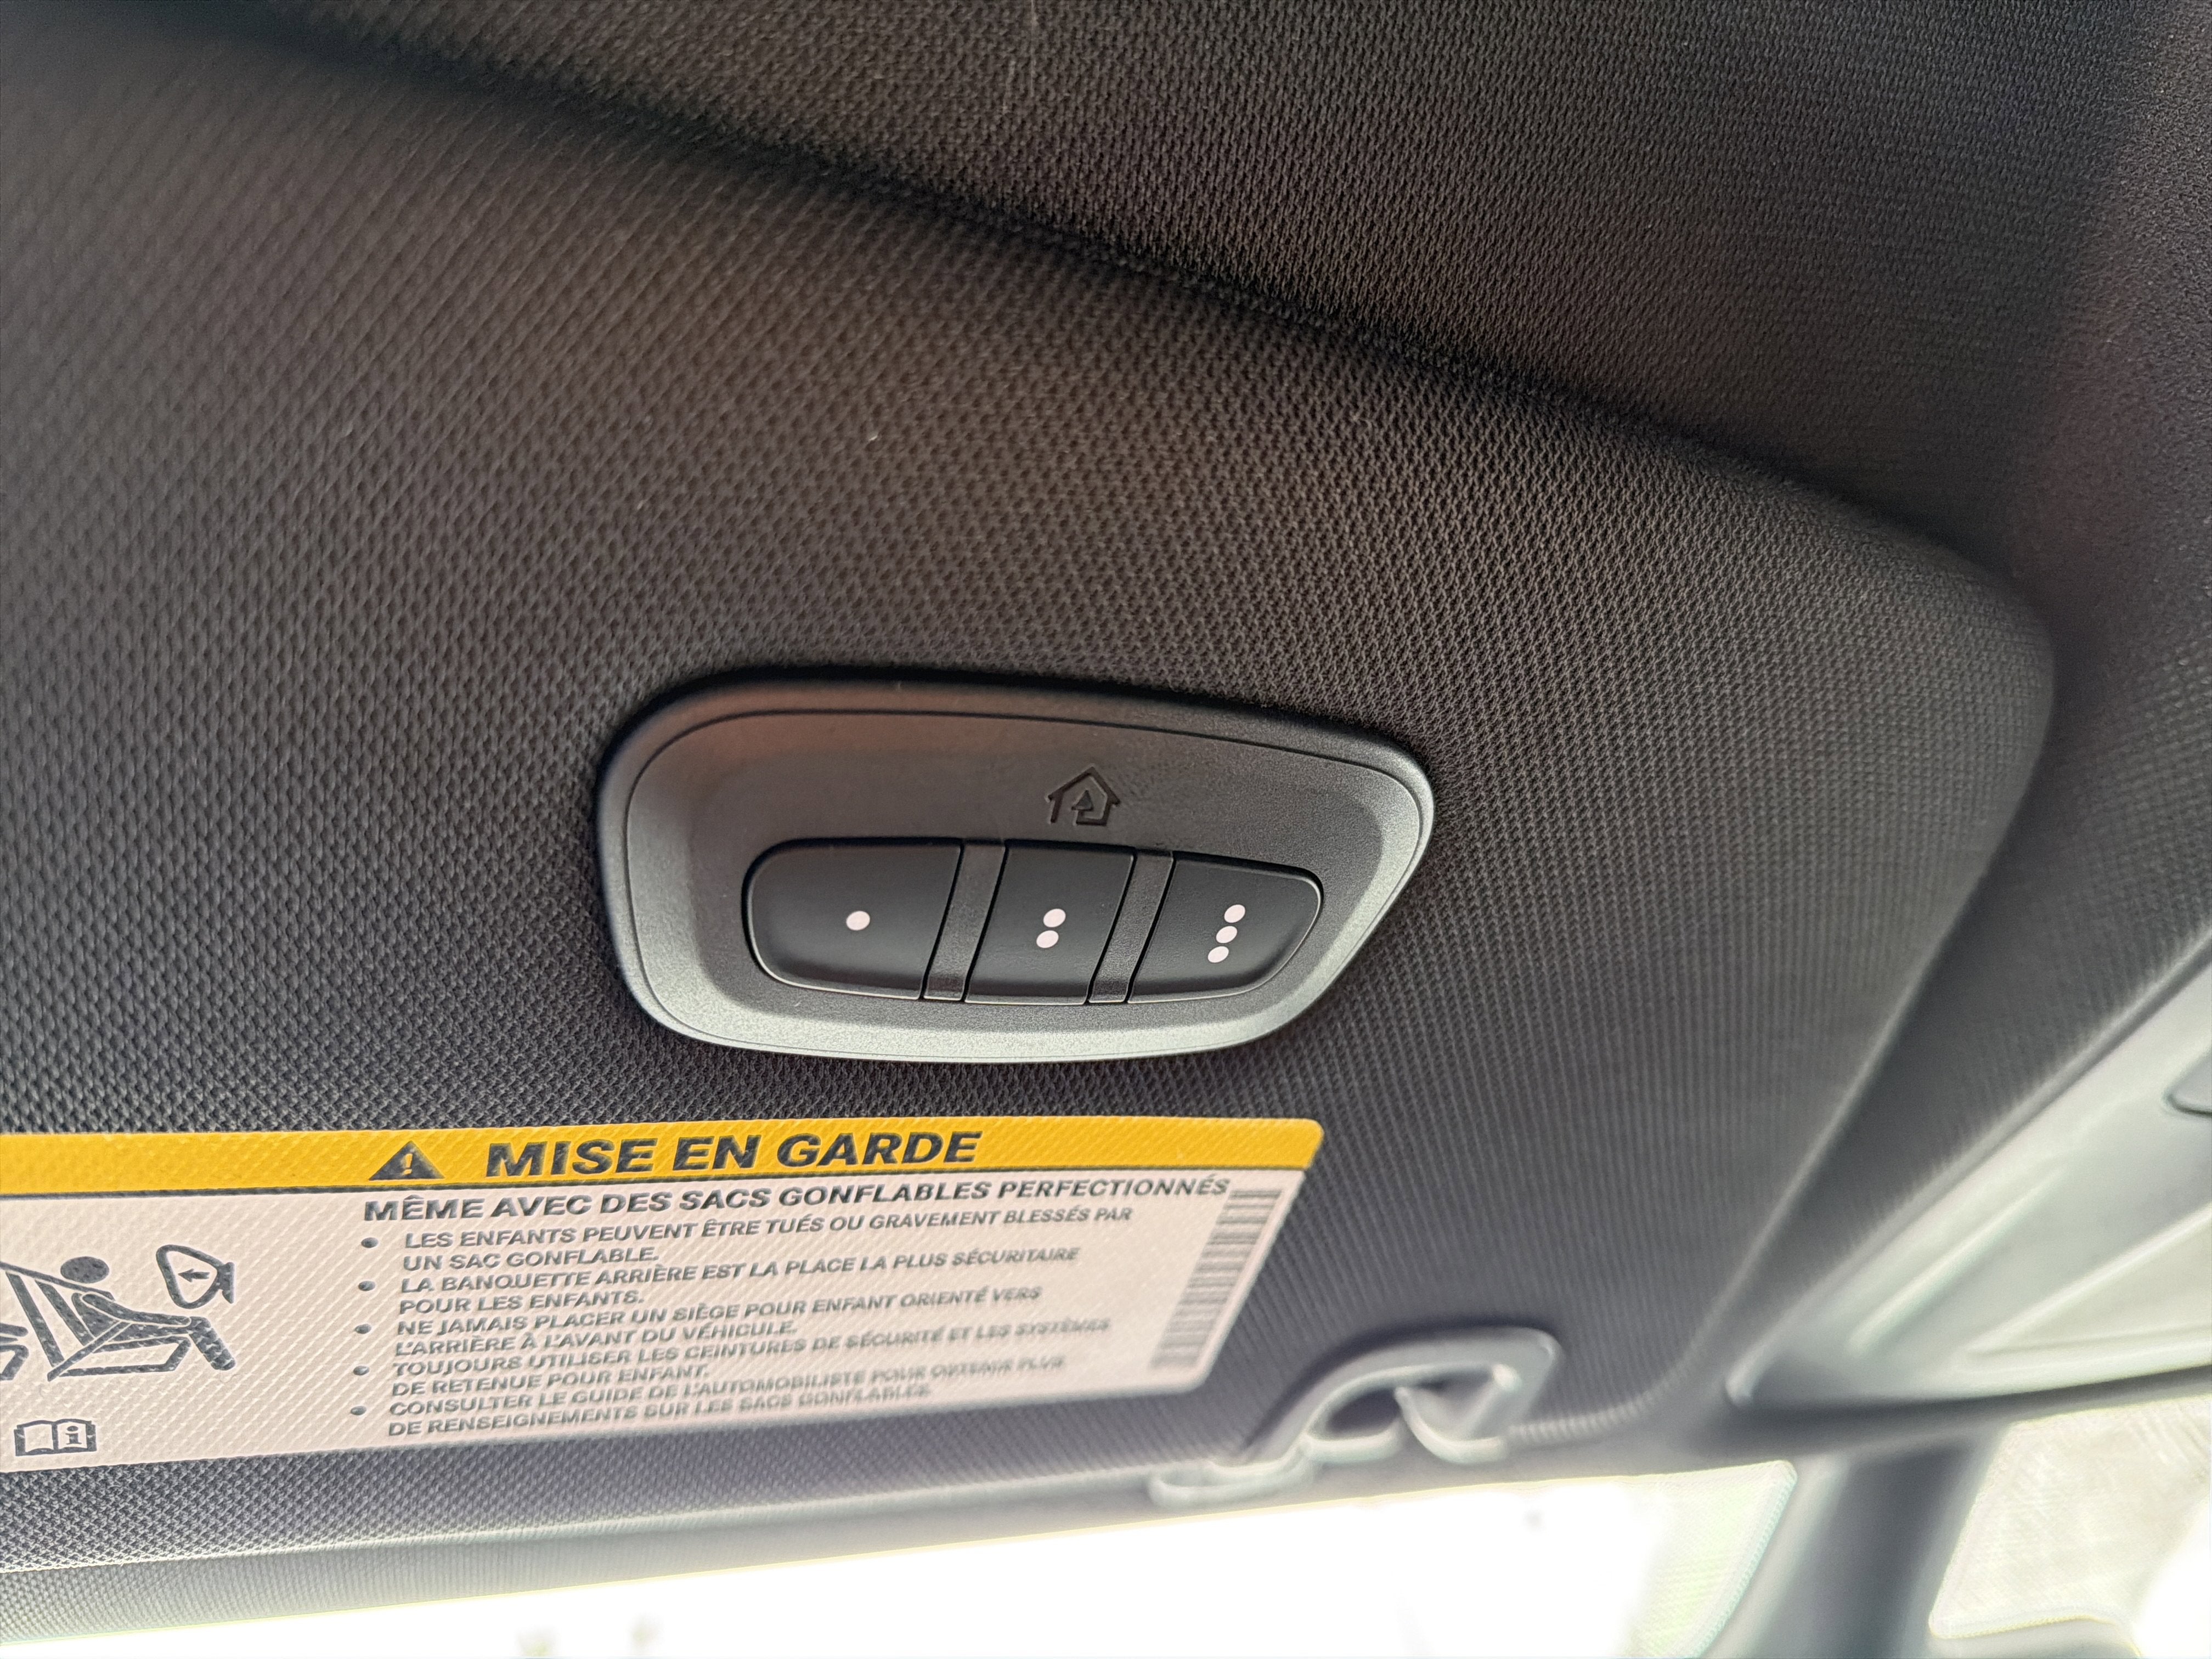 MISE EN GARDE
MÊME AVEC DES SACS GONFLABLES PERFECTIONNÉS
• LES ENFANTS PEUVENT ÊTRE TUÉS OU GRAVEMENT BLESSÉS PAR
UN SAC GONFLABLE.
• LA BANQUETTE ARRIÈRE EST LA PLACE LA PLUS SÉCURITAIRE
POUR LES ENFANTS.
• NE JAMAIS PLACER UN SIÈGE POUR ENFANT ORIENTÉ VERS
L'ARRIÈRE À L'AVANT DU VÉHICULE.
• TOUJOURS UTILISER LES CEINTURES DE SÉCURITÉ ET LES SYSTÈMES
DE RETENUE POUR ENFANT.
• CONSULTER LE GUIDE DE L'AUTOMOBILISTE POUR OBTENIR PLUS
DE RENSEIGNEMENTS SUR LES SACS GONFLABLES.